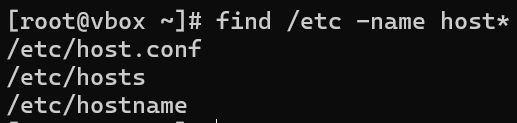 [root@vbox ~]# find /etc -name host*
/etc/host.conf
/etc/hosts
/etc/hostname